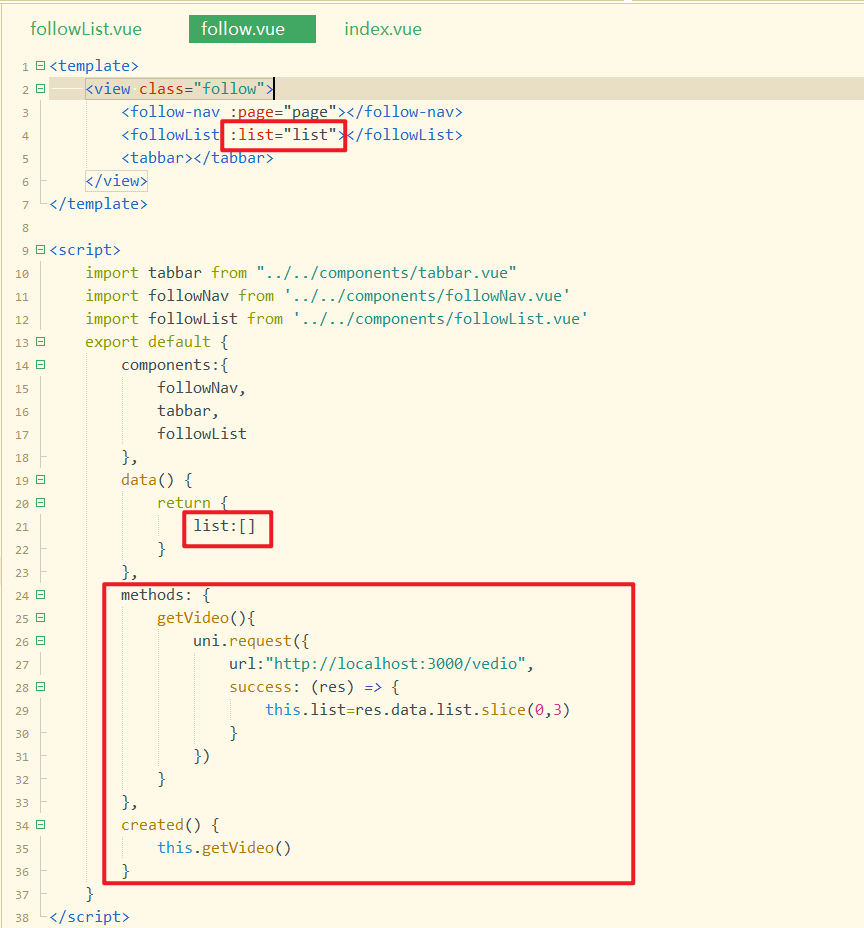 followList.vue follow.vue index.vue
1 <template>
2 <view class="follow">
3 <follow-nav :page="page"></follow-nav>
4 <followList :list="list"></followList>
5 <tabbar></tabbar>
6 </view>
7 </template>
8
9 <script>
10 import tabbar from "../../components/tabbar.vue"
11 import followNav from '../../components/followNav.vue'
12 import followList from '../../components/followList.vue'
13 export default {
14 components:{
15 followNav,
16 tabbar,
17 followList
18 },
19 data() {
20 return {
21 list:[]
22 }
23 },
24 methods: {
25 getVideo(){
26 uni.request({
27 url:"http://localhost:3000/vedio",
28 success: (res) => {
29 this.list=res.data.list.slice(0,3)
30 }
31 })
32 }
33 },
34 created() {
35 this.getVideo()
36 }
37 }
38 </script>